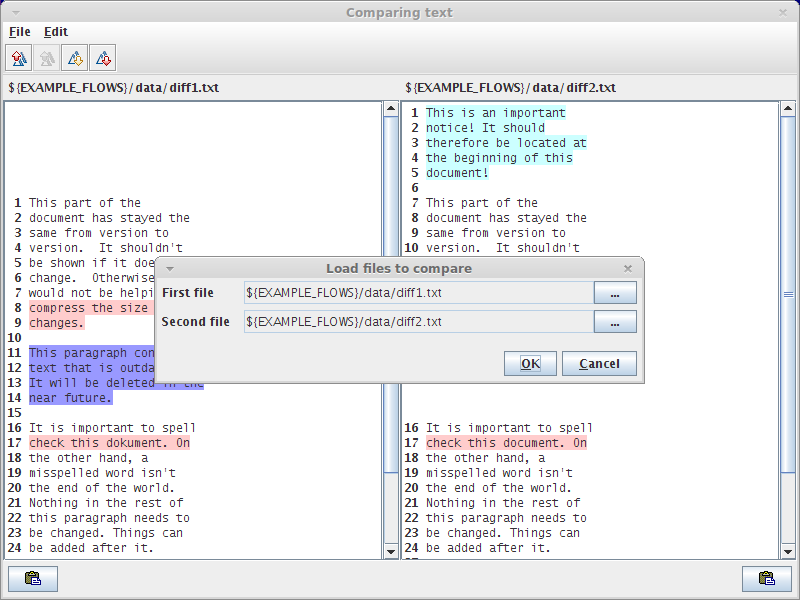 Comparing text
File Edit
${EXAMPLE_FLOWS}/data/diff1.txt
${EXAMPLE_FLOWS}/data/diff2.txt
1 This part of the
2 document has stayed the
3 same from version to
4 version.  It shouldn't
5 be shown if it doe
6 change.  Otherwise
7 would not be helpi
8 compress the size
9 changes.
10
11 This paragraph con
12 text that is outda
13 It will be deleted in the
14 near future.
15
16 It is important to spell
17 check this dokument. On
18 the other hand, a
19 misspelled word isn't
20 the end of the world.
21 Nothing in the rest of
22 this paragraph needs to
23 be changed. Things can
24 be added after it.
1 This is an important
2 notice! It should
3 therefore be located at
4 the beginning of this
5 document!
6
7 This part of the
8 document has stayed the
9 same from version to
10 version.  It shouldn't
16 It is important to spell
17 check this document. On
18 the other hand, a
19 misspelled word isn't
20 the end of the world.
21 Nothing in the rest of
22 this paragraph needs to
23 be changed. Things can
24 be added after it.
Load files to compare
First file ${EXAMPLE_FLOWS}/data/diff1.txt ...
Second file ${EXAMPLE_FLOWS}/data/diff2.txt ...
OK Cancel